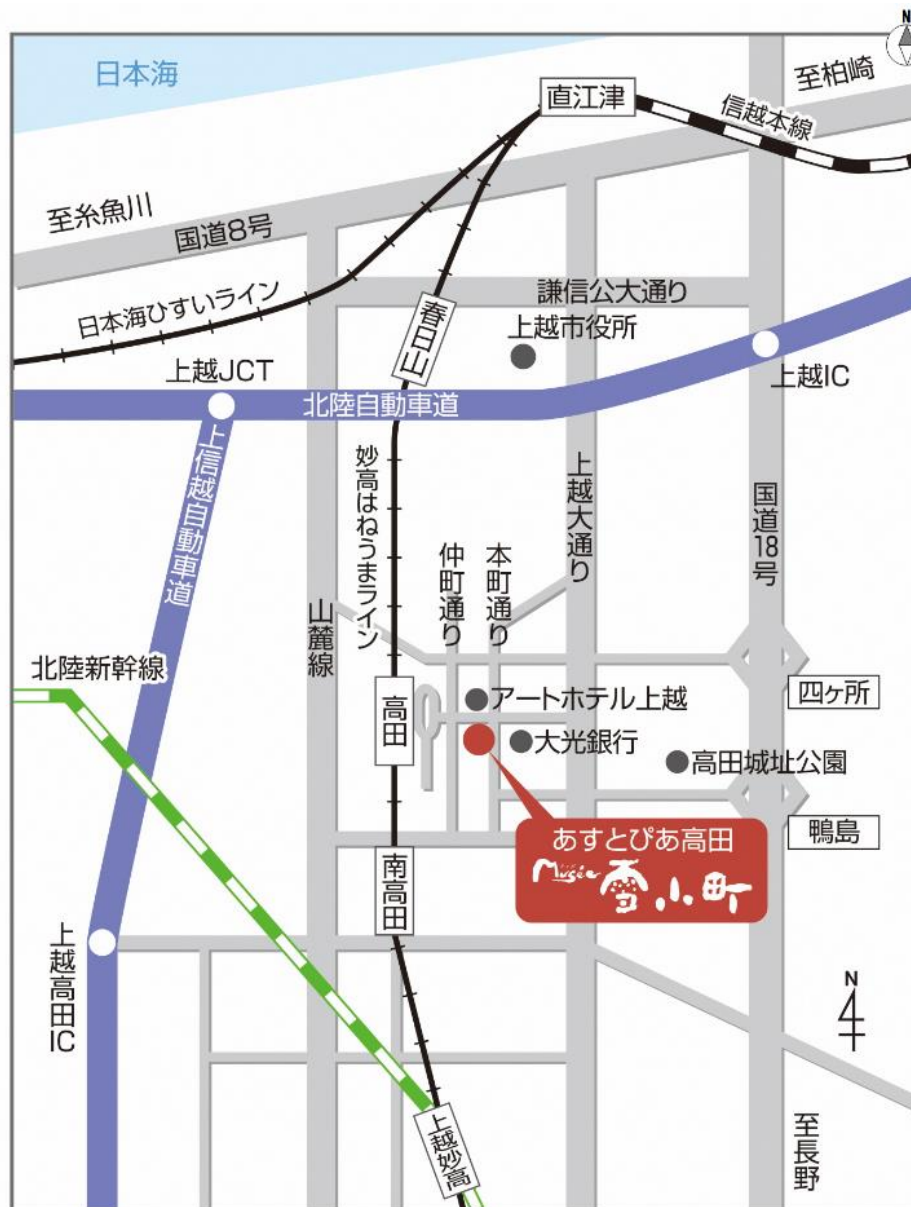 N
日本海
直江津
至柏崎
信越本線
至糸魚川
国道8号
日本海ひすいライン
謙信公大通り
春日山
上越市役所
上越JCT
上越IC
北陸自動車道
上信越自動車道
妙高はねうまライン
上越大通り
国道18号
仲町通り
本町通り
山麓線
北陸新幹線
高田
アートホテル上越
四ヶ所
大光銀行
高田城址公園
あすとぴあ高田
Musée 雪小町
鴨島
南高田
上越高田IC
N
上越妙高
至長野